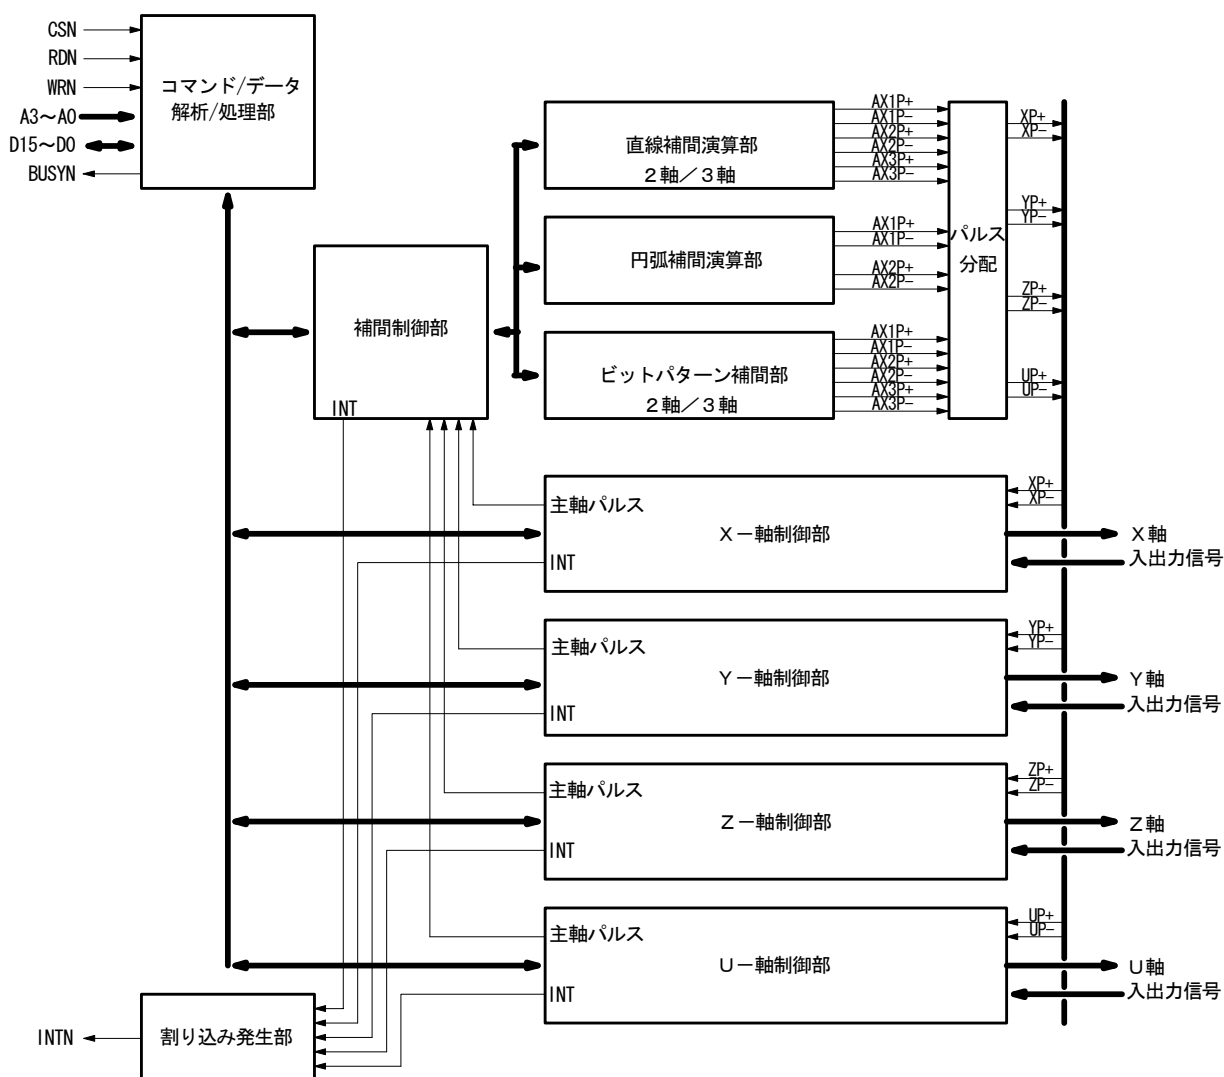 CSN
RDN
WRN
A3～A0
D15～D0
BUSYN
コマンド/データ
解析/処理部
直線補間演算部
２軸／３軸
AX1P+
AX1P-
AX2P+
AX2P-
AX3P+
AX3P-
円弧補間演算部
AX1P+
AX1P-
AX2P+
AX2P-
ビットパターン補間部
２軸／３軸
AX1P+
AX1P-
AX2P+
AX2P-
AX3P+
AX3P-
パルス
分配
XP+
XP-
YP+
YP-
ZP+
ZP-
UP+
UP-
補間制御部
INT
主軸パルス
Ｘ－軸制御部
INT
XP+
XP-
Ｘ軸
入出力信号
主軸パルス
Ｙ－軸制御部
INT
YP+
YP-
Ｙ軸
入出力信号
主軸パルス
Ｚ－軸制御部
INT
ZP+
ZP-
Ｚ軸
入出力信号
主軸パルス
Ｕ－軸制御部
INT
UP+
UP-
Ｕ軸
入出力信号
INTN
割り込み発生部